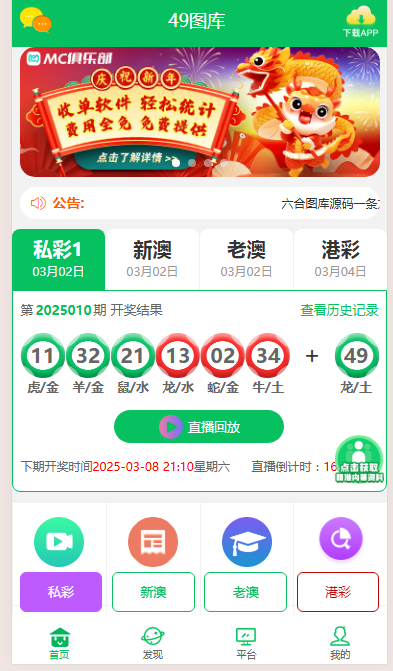 49图库
下载APP
MC俱乐部
庆祝新年
收单软件 轻松统计
费用全免 免费提供
点击了解详情 >>
公告:
六合图库源码一条
私彩1 新澳 老澳 港彩
03月02日 03月02日 03月02日 03月04日
第2025010期 开奖结果 查看历史记录
11 32 21 13 02 34 + 49
虎/金 羊/金 鼠/水 龙/水 蛇/金 牛/土 龙/土
直播回放
下期开奖时间2025-03-08 21:10星期六 直播倒计时：16
点击获取
精准内幕资料
私彩 新澳 老澳 港彩
首页 发现 平台 我的